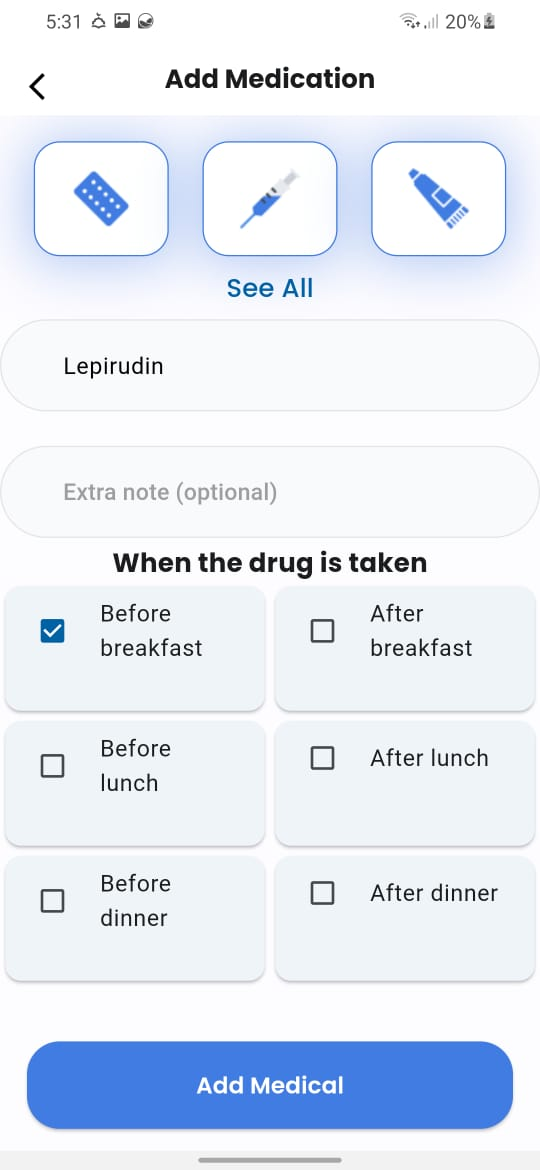 5:31
20%
Add Medication
See All
Lepirudin
Extra note (optional)
When the drug is taken
Before
breakfast
After
breakfast
Before
lunch
After lunch
Before
dinner
After dinner
Add Medical